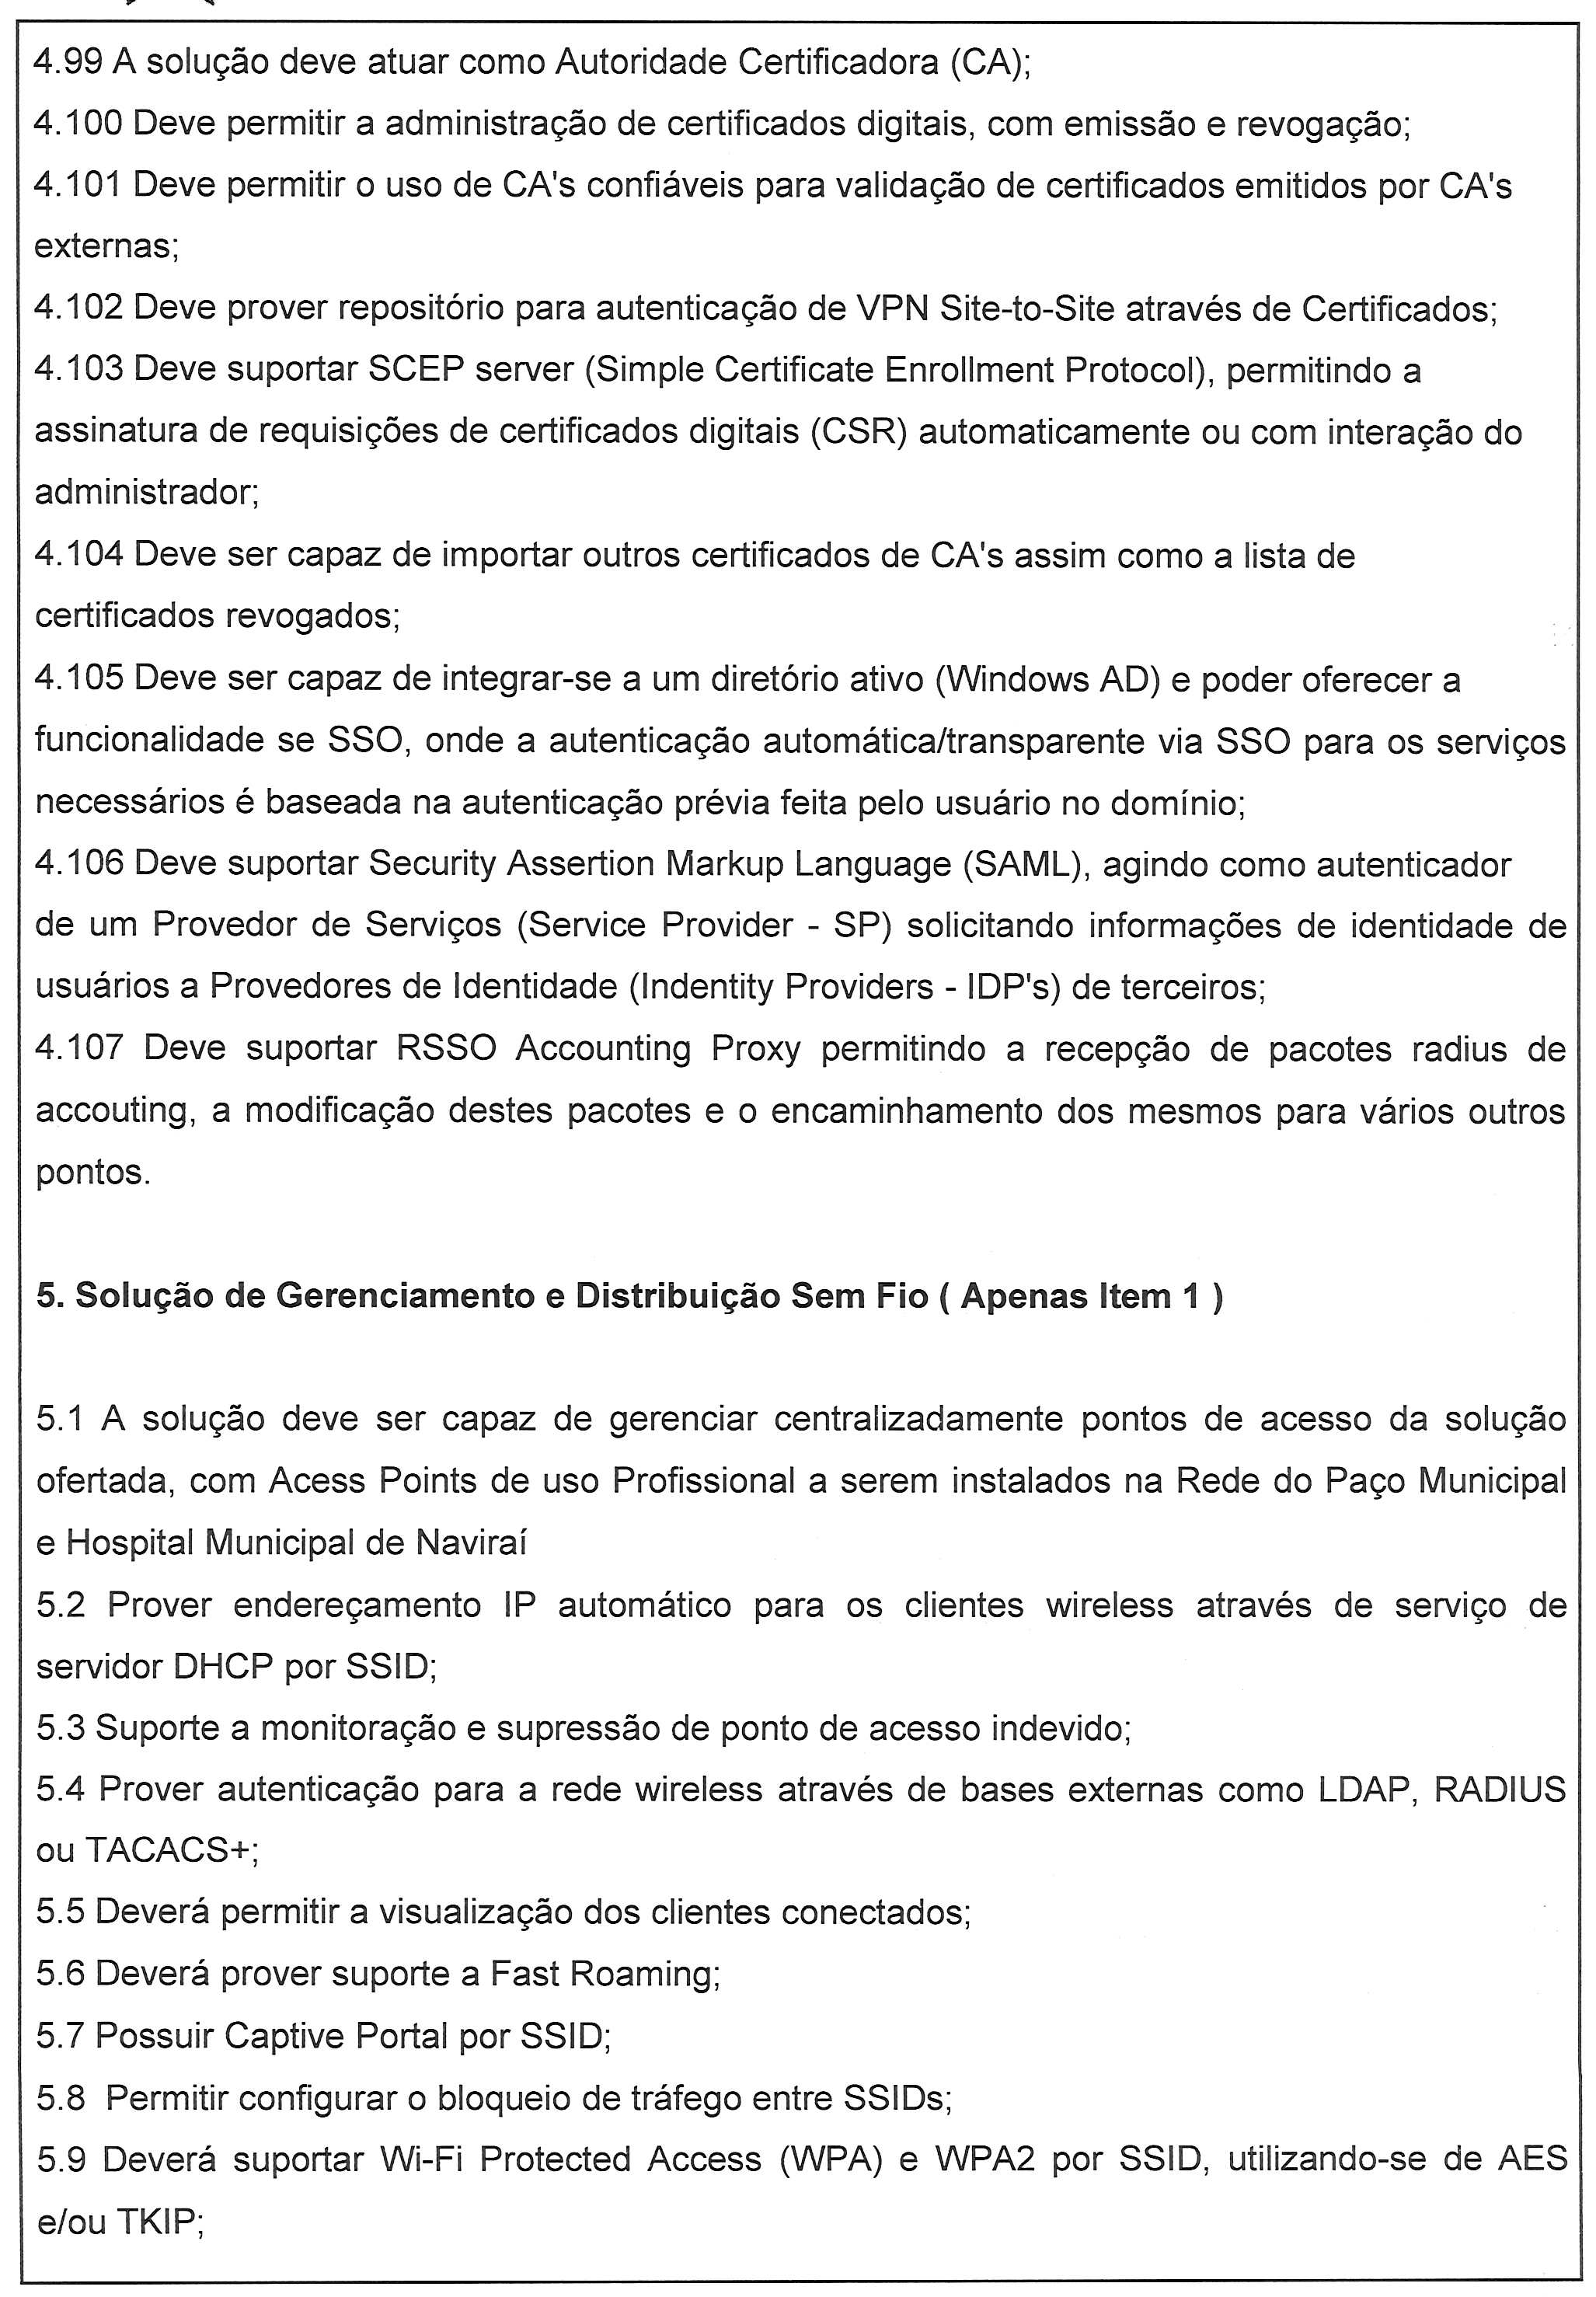 4.99 A solução deve atuar como Autoridade Certificadora (CA);
4.100 Deve permitir a administração de certificados digitais, com emissão e revogação;
4.101 Deve permitir o uso de CA's confiáveis para validação de certificados emitidos por CA's
externas;
4.102 Deve prover repositório para autenticação de VPN Site-to-Site através de Certificados;
4.103 Deve suportar SCEP server (Simple Certificate Enrollment Protocol), permitindo a
assinatura de requisições de certificados digitais (CSR) automaticamente ou com interação do
administrador;
4.104 Deve ser capaz de importar outros certificados de CA's assim como a lista de
certificados revogados;
4.105 Deve ser capaz de integrar-se a um diretório ativo (Windows AD) e poder oferecer a
funcionalidade se SSO, onde a autenticação automática/transparente via SSO para os serviços
necessários é baseada na autenticação prévia feita pelo usuário no domínio;
4.106 Deve suportar Security Assertion Markup Language (SAML), agindo como autenticador
de um Provedor de Serviços (Service Provider - SP) solicitando informações de identidade de
usuários a Provedores de Identidade (Indentity Providers - IDP's) de terceiros;
4.107 Deve suportar RSSO Accounting Proxy permitindo a recepção de pacotes radius de
accouting, a modificação destes pacotes e o encaminhamento dos mesmos para vários outros
pontos.
5. Solução de Gerenciamento e Distribuição Sem Fio ( Apenas Item 1 )
5.1 A solução deve ser capaz de gerenciar centralizadamente pontos de acesso da solução
ofertada, com Acess Points de uso Profissional a serem instalados na Rede do Paço Municipal
e Hospital Municipal de Naviraí
5.2 Prover endereçamento IP automático para os clientes wireless através de serviço de
servidor DHCP por SSID;
5.3 Suporte a monitoração e supressão de ponto de acesso indevido;
5.4 Prover autenticação para a rede wireless através de bases externas como LDAP, RADIUS
ou TACACS+;
5.5 Deverá permitir a visualização dos clientes conectados;
5.6 Deverá prover suporte a Fast Roaming;
5.7 Possuir Captive Portal por SSID;
5.8 Permitir configurar o bloqueio de tráfego entre SSIDs;
5.9 Deverá suportar Wi-Fi Protected Access (WPA) e WPA2 por SSID, utilizando-se de AES
e/ou TKIP;